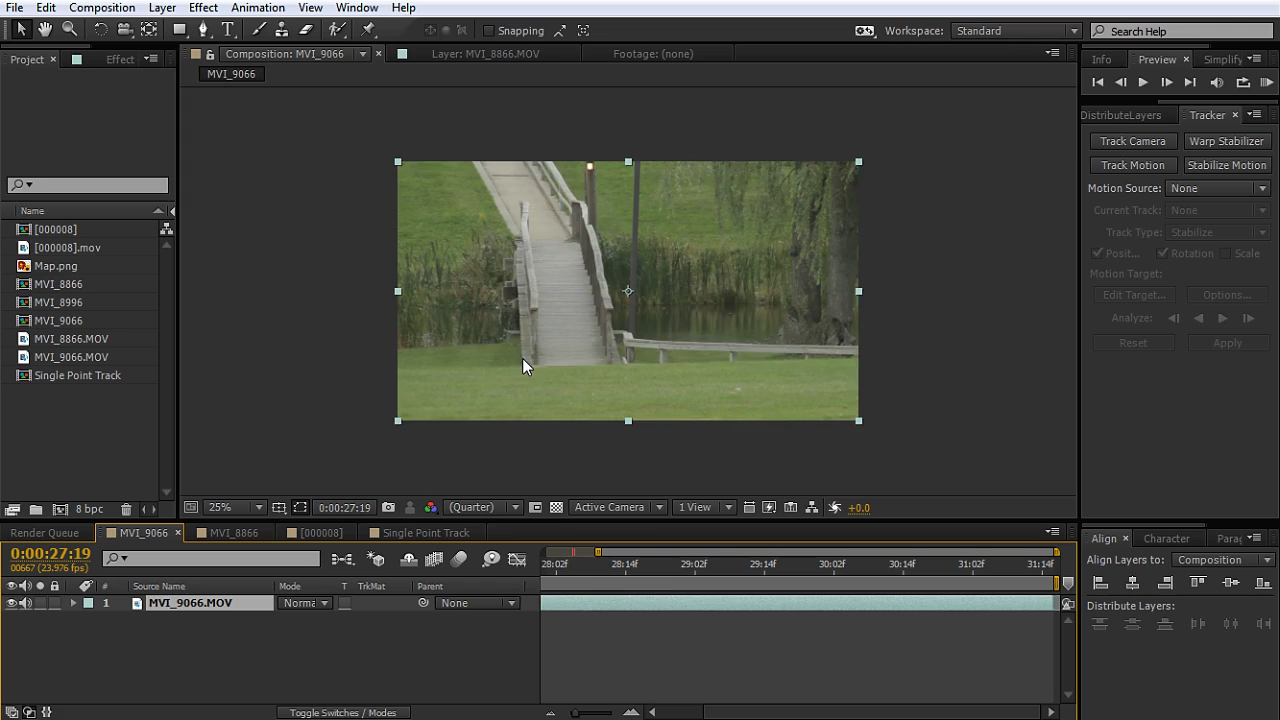 File Edit Composition Layer Effect Animation View Window Help
Snapping Workspace: Standard Search Help
Project Effect Composition: MVI_9066 Layer: MVI_8866.MOV Footage: (none) Info Preview Simplify
MVI_9066
DistributeLayers Tracker
Track Camera Warp Stabilizer
Track Motion Stabilize Motion
Motion Source: None
Name Current Track: None
[000008] Track Type: Stabilize
[000008].mov Posit... Rotation Scale
Map.png Motion Target:
MVI_8866 Edit Target... Options...
MVI_8996
MVI_9066 Analyze:
MVI_8866.MOV Reset Apply
MVI_9066.MOV
Single Point Track
8 bpc 25% 0:00:27:19 (Quarter) Active Camera 1 View +0.0
Render Queue MVI_9066 MVI_8866 [000008] Single Point Track Align Character Parag
0:00:27:19
00667 (23.976 fps) Align Layers to: Composition
28:02f 28:14f 29:02f 29:14f 30:02f 30:14f 31:02f 31:14f
# Source Name Mode T TrkMat Parent
1 MVI_9066.MOV Norma None Distribute Layers:
Toggle Switches / Modes